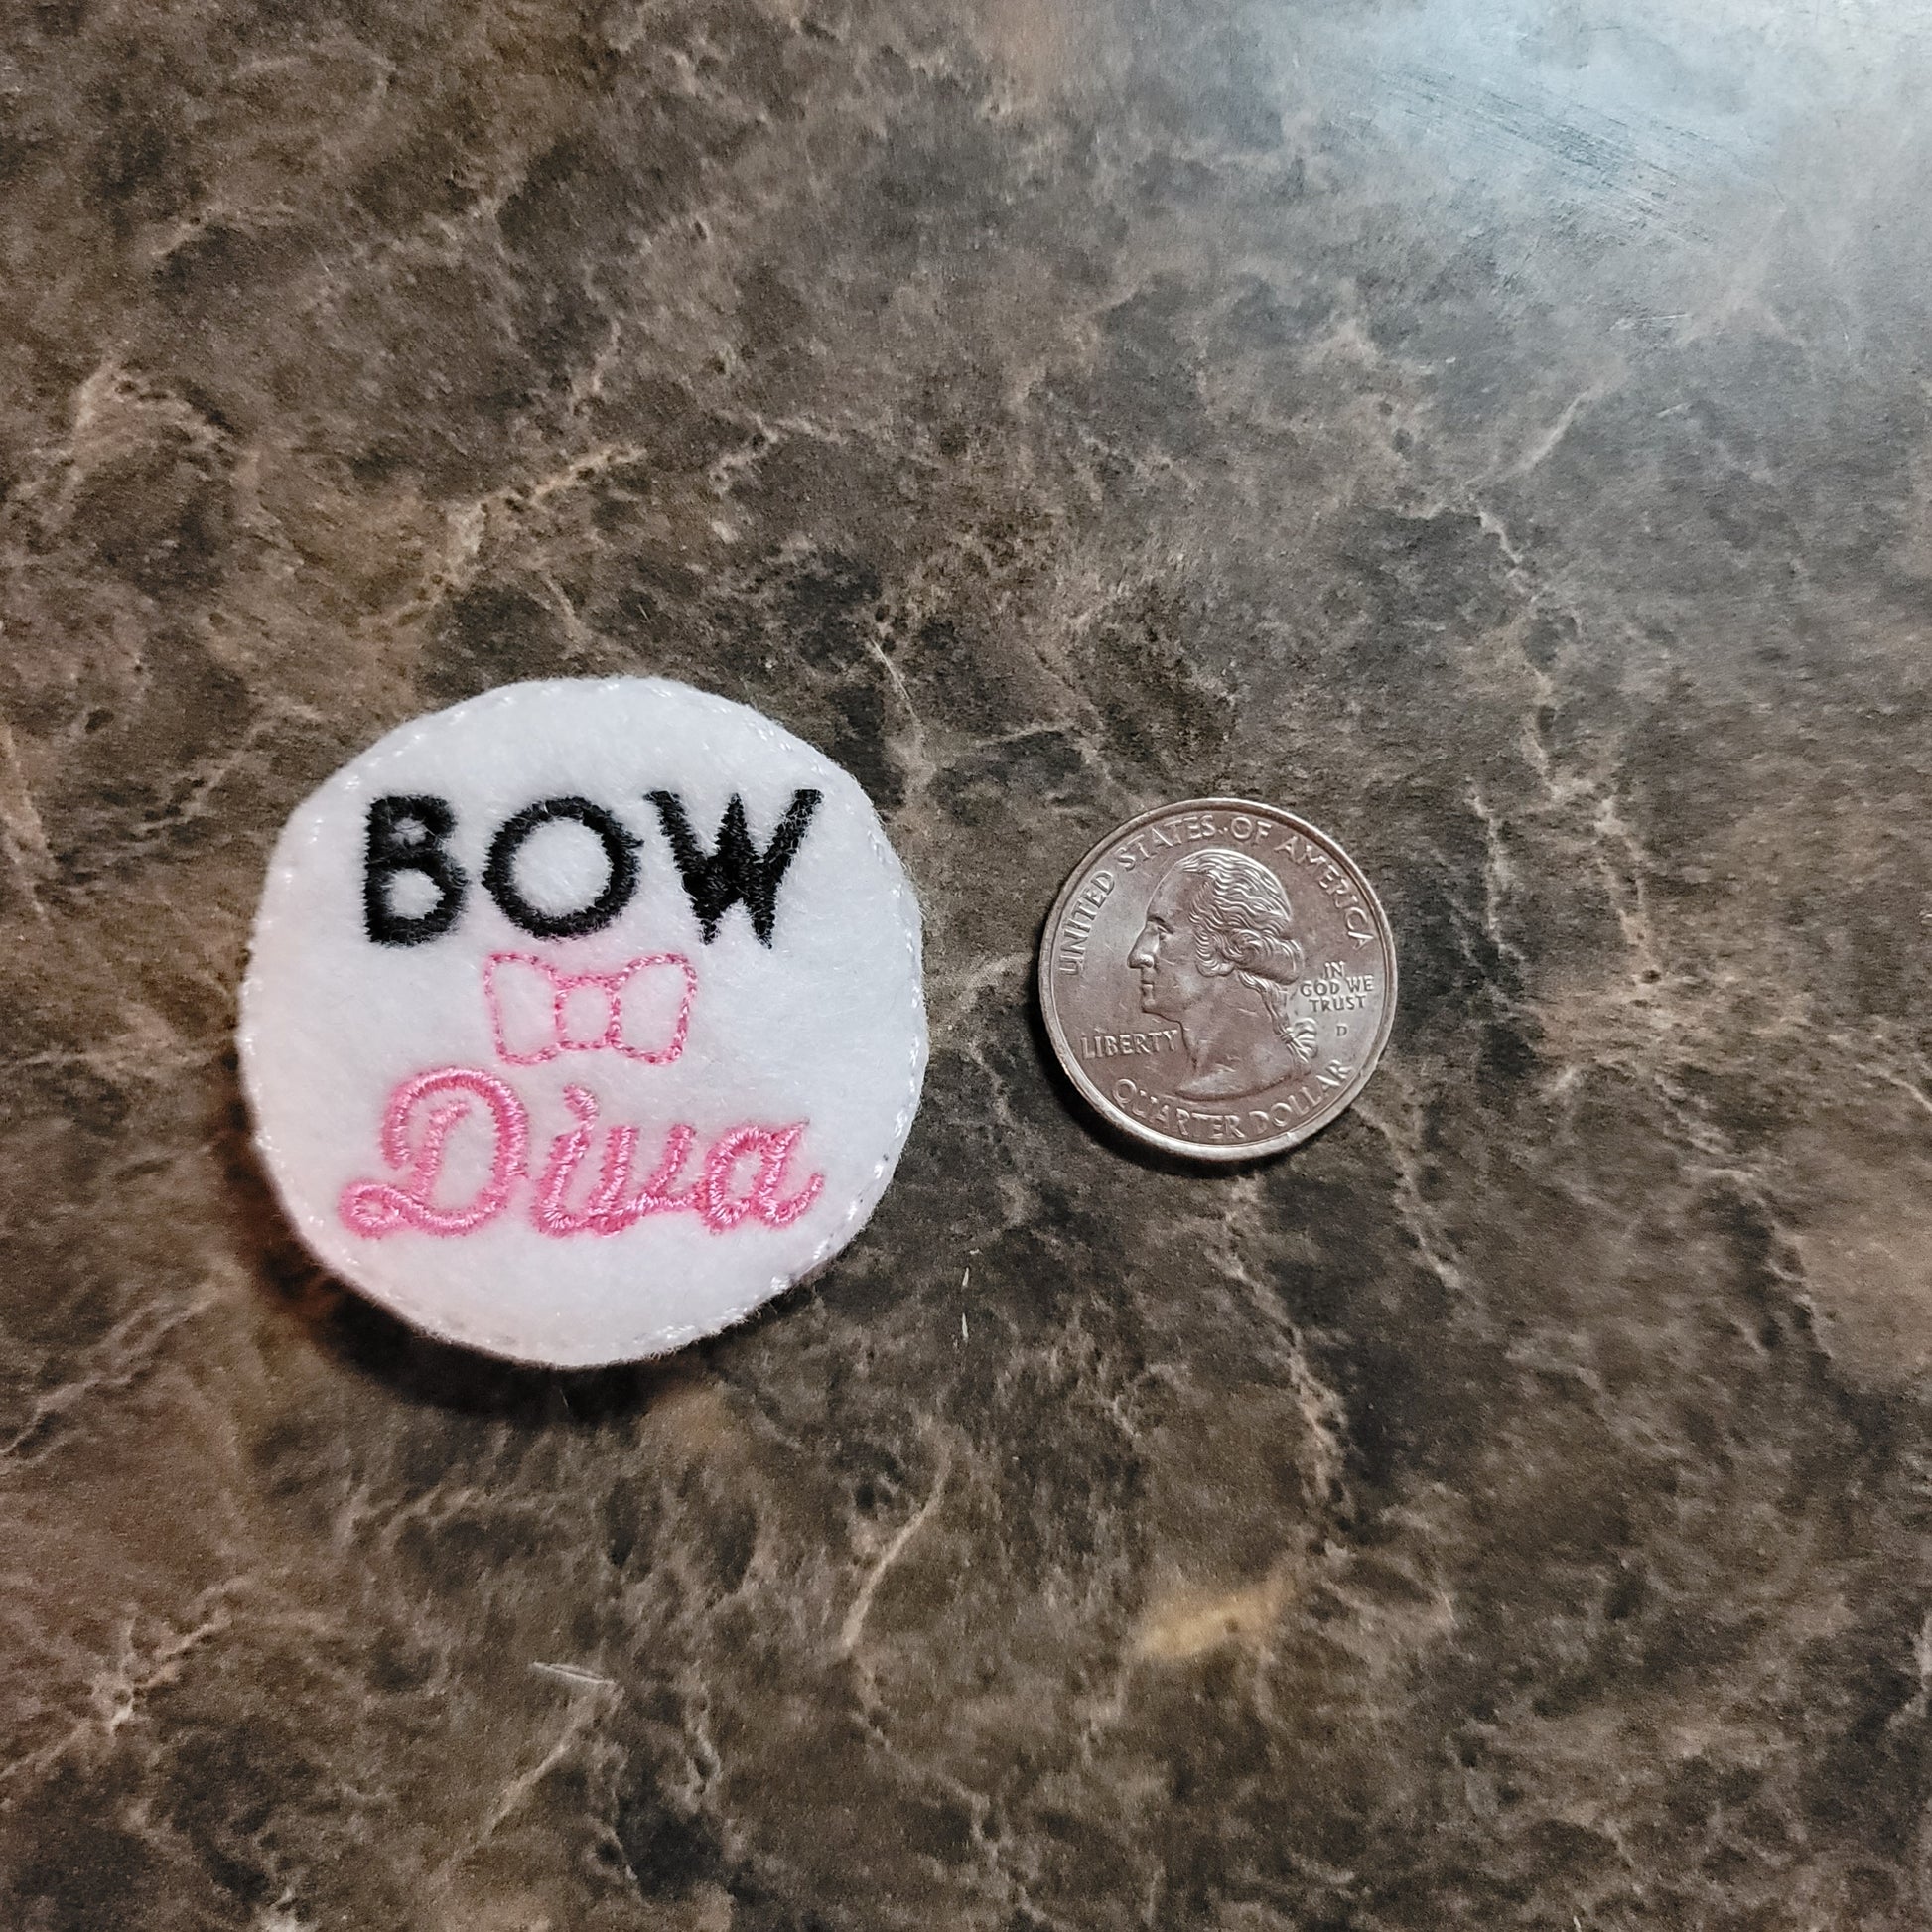 BOW
Diva
UNITED STATES OF AMERICA
IN
GOD WE
TRUST
D
LIBERTY
QUARTER DOLLAR